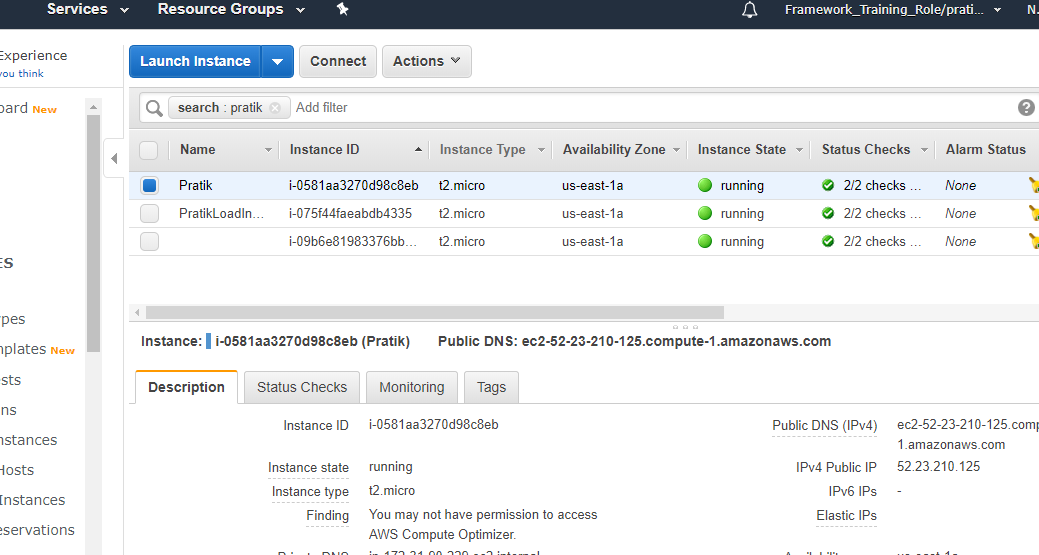 Services Resource Groups Framework_Training_Role/prati... N.
Experience
you think
Launch Instance Connect Actions
board New
search : pratik Add filter
Name Instance ID Instance Type Availability Zone Instance State Status Checks Alarm Status
Pratik i-0581aa3270d98c8eb t2.micro us-east-1a running 2/2 checks ... None
PratikLoadIn... i-075f44faeabdb4335 t2.micro us-east-1a running 2/2 checks ... None
i-09b6e81983376bb... t2.micro us-east-1a running 2/2 checks ... None
ES
ypes
mplates New
ests
ns
nstances
Hosts
Instances
eservations
Instance: i-0581aa3270d98c8eb (Pratik) Public DNS: ec2-52-23-210-125.compute-1.amazonaws.com
Description Status Checks Monitoring Tags
Instance ID i-0581aa3270d98c8eb
Instance state running
Instance type t2.micro
Finding You may not have permission to access
AWS Compute Optimizer.
Public DNS (IPv4) ec2-52-23-210-125.comp
1.amazonaws.com
IPv4 Public IP 52.23.210.125
IPv6 IPs -
Elastic IPs